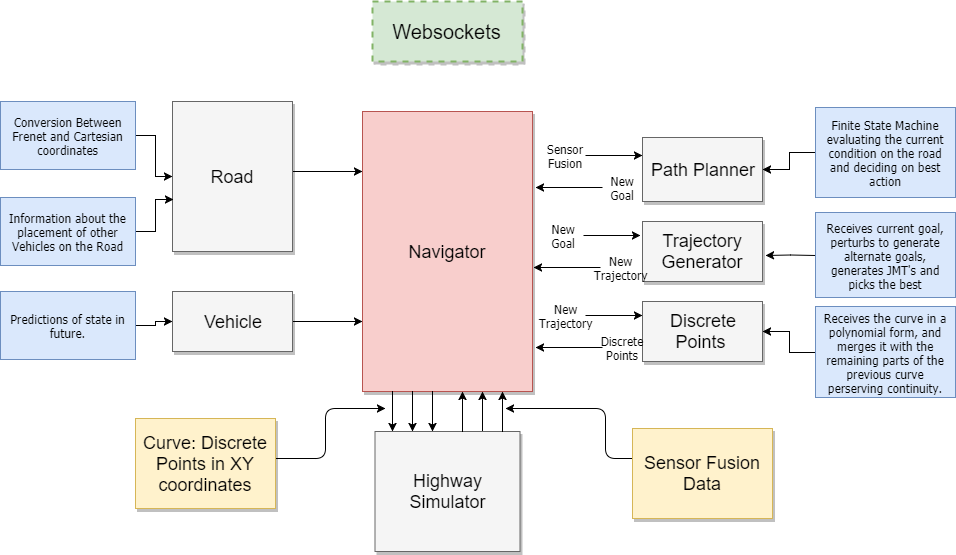 Websockets
Conversion Between
Frenet and Cartesian
coordinates
Information about the
placement of other
Vehicles on the Road
Road
Predictions of state in
future.
Vehicle
Navigator
Sensor
Fusion
New
Goal
Path Planner
Finite State Machine
evaluating the current
condition on the road
and deciding on best
action
New
Goal
New
Trajectory
Trajectory
Generator
Receives current goal,
perturbs to generate
alternate goals,
generates JMT's and
picks the best
New
Trajectory
Discrete
Points
Discrete
Points
Receives the curve in a
polynomial form, and
merges it with the
remaining parts of the
previous curve
perserving continuity.
Curve: Discrete
Points in XY
coordinates
Highway
Simulator
Sensor Fusion
Data